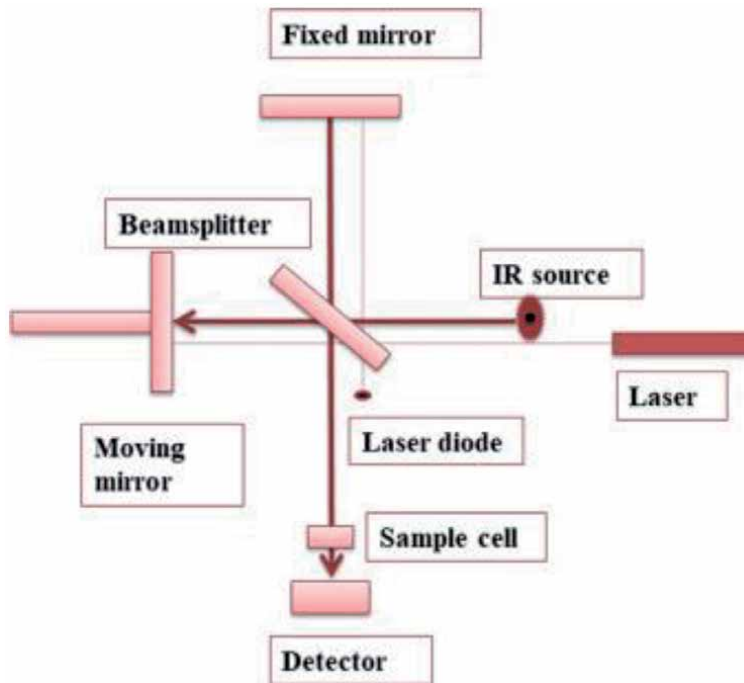 Fixed mirror
Beamsplitter
IR source
Laser
Laser diode
Moving
mirror
Sample cell
Detector